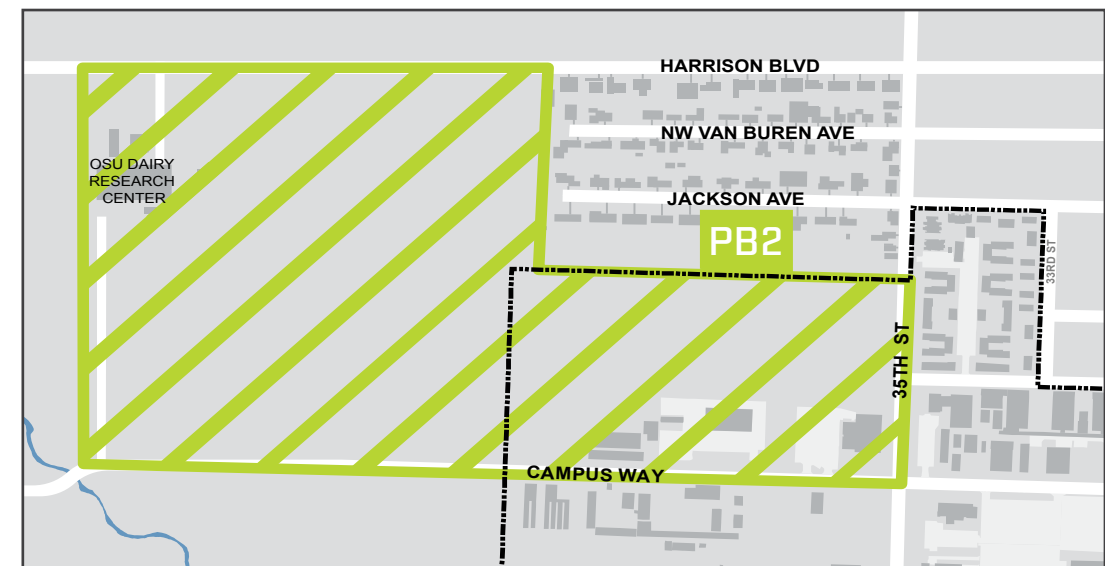 HARRISON BLVD
NW VAN BUREN AVE
OSU DAIRY
RESEARCH
CENTER
JACKSON AVE
PB2
33RD ST
35TH ST
CAMPUS WAY